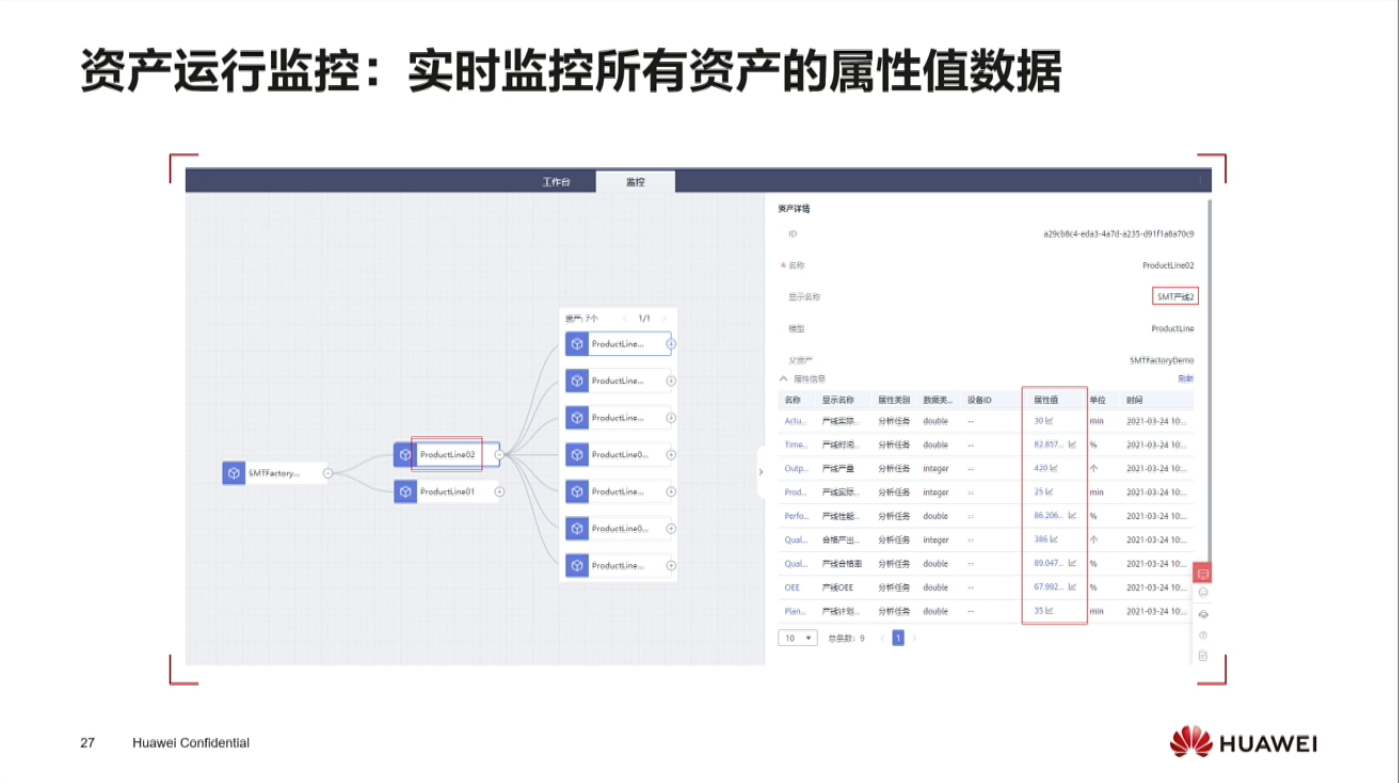 资产运行监控：实时监控所有资产的属性值数据
工作台 监控
资产: 7个 1/1
ProductLine...
ProductLine...
ProductLine...
ProductLine0...
ProductLine...
ProductLine0...
ProductLine...
ProductLine02
ProductLine01
SMTFactory...
资产详情
ID a29cb8c4-eda3-4a7d-a235-d91f1a8a70c9
* 名称 ProductLine02
显示名称 SMT产线2
模型 ProductLine
父资产 SMTFactoryDemo
属性信息 刷新
名称 显示名称 属性类别 数据类... 设备ID 属性值 单位 时间
Actu... 产线实际... 分析任务 double -- 30 min 2021-03-24 10:...
Time... 产线时间... 分析任务 double -- 82.857... % 2021-03-24 10:...
Outp... 产线产量 分析任务 integer -- 420 个 2021-03-24 10:...
Prod... 产线实际... 分析任务 integer -- 25 min 2021-03-24 10:...
Perfo... 产线性能... 分析任务 double -- 86.206... % 2021-03-24 10:...
Qual... 合格产出... 分析任务 integer -- 386 个 2021-03-24 10:...
Qual... 产线合格率 分析任务 double -- 89.047... % 2021-03-24 10:...
OEE 产线OEE 分析任务 double -- 67.992... % 2021-03-24 10:...
Plan... 产线计划... 分析任务 double -- 35 min 2021-03-24 10:...
10 总条数: 9 1
27 Huawei Confidential
HUAWEI